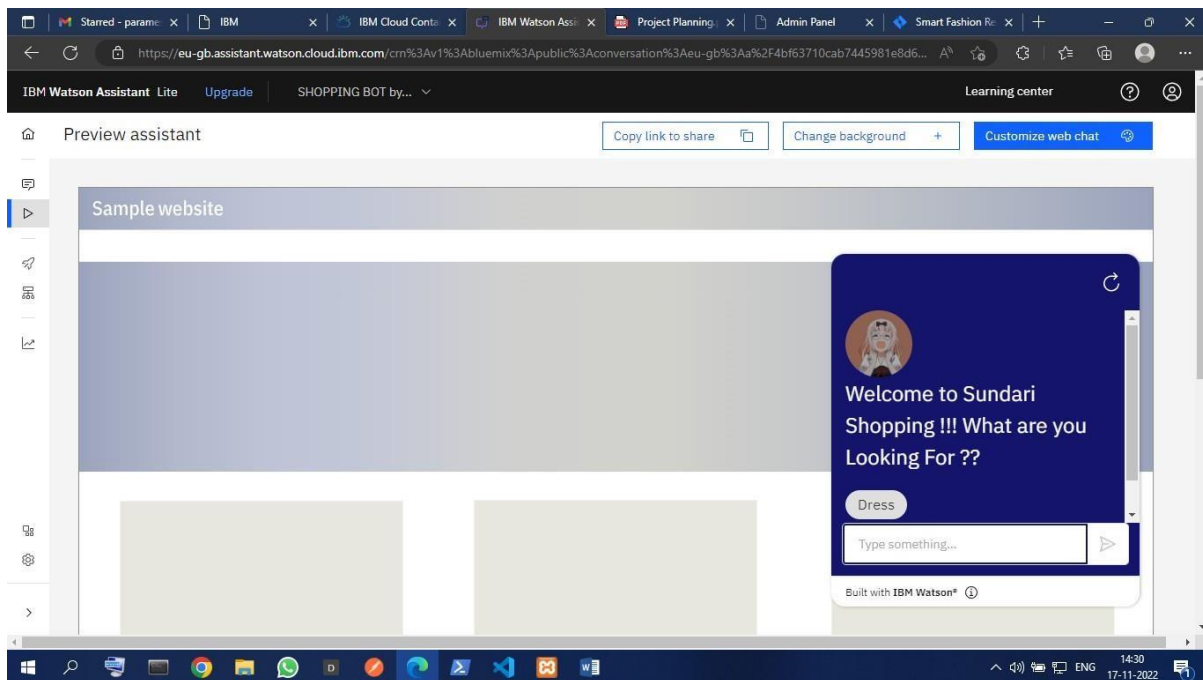 Starred - parame
IBM
IBM Cloud Conta
IBM Watson Assis
Project Planning.
Admin Panel
Smart Fashion Re
https://eu-gb.assistant.watson.cloud.ibm.com/crn%3Av1%3Abluemix%3Apublic%3Aconversation%3Aeu-gb%3Aa%2F4bf63710cab7445981e8d6...
IBM Watson Assistant Lite Upgrade SHOPPING BOT by... Learning center
Preview assistant Copy link to share Change background + Customize web chat
Sample website
Welcome to Sundari
Shopping !!! What are you
Looking For ??
Dress
Type something...
Built with IBM Watson®
ENG
14:30
17-11-2022